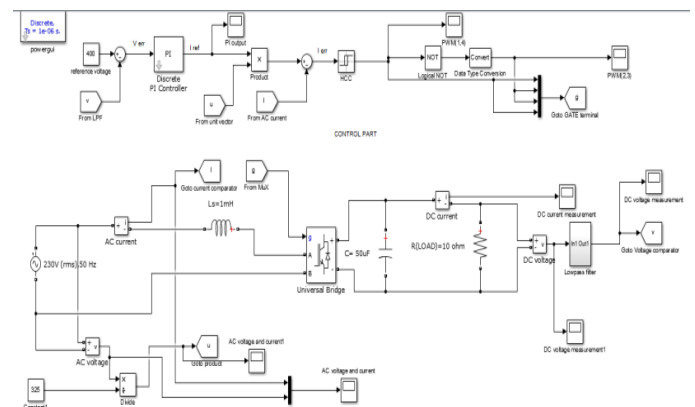 Discrete,
Ts = 1e-06 s.
powergui
400
reference voltage
V err
PI
Discrete
PI Controller
I ref
PI output
×
Product
I err
HCC
PWM(1,4)
NOT
Logical NOT
Convert
Data Type Conversion
PWM(2,3)
v
From LPF
u
From unit vector
I
From AC current
g
Goto GATE terminal
CONTROL PART
I
Goto current comparator
g
From MuX
Ls=1mH
AC current
230V (rms),50 Hz
g
A
B
Universal Bridge
C= 50uF
DC current
R(LOAD)=10 ohm
DC current measurement
DC voltage
In1 Out1
Lowpass filter
DC voltage measurement
v
Goto Voltage comparator
DC voltage measurement1
AC voltage
u
Goto product
AC voltage and current1
325
Divide
AC voltage and current